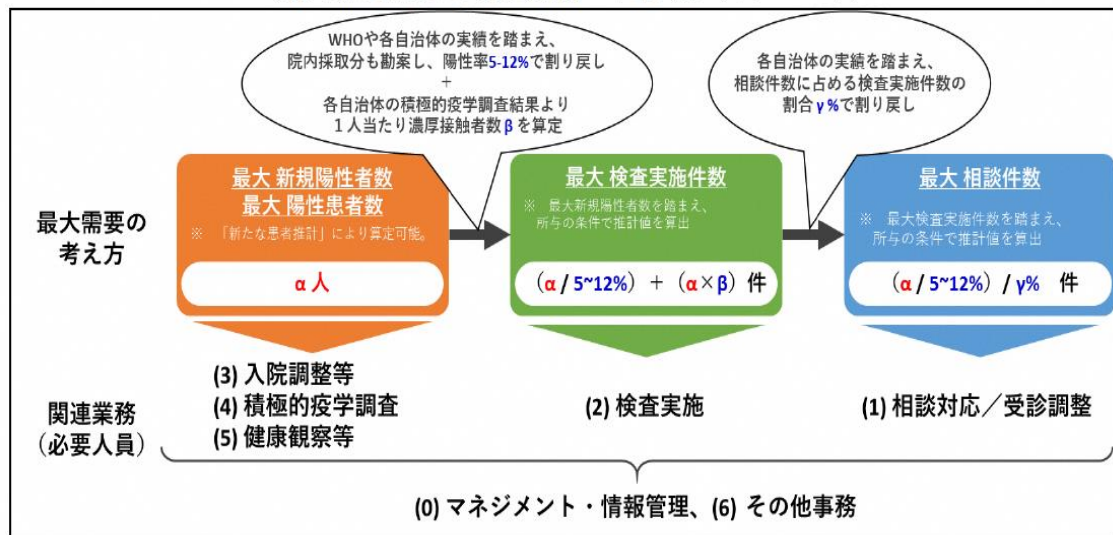 WHOや各自治体の実績を踏まえ、
院内採取分も勘案し、陽性率5-12%で割り戻し
+
各自治体の積極的疫学調査結果より
1人当たり濃厚接触者数 β を算定
各自治体の実績を踏まえ、
相談件数に占める検査実施件数の
割合 γ %で割り戻し
最大需要の
考え方
最大 新規陽性者数
最大 陽性患者数
※ 「新たな患者推計」により算定可能。
α 人
最大 検査実施件数
※ 最大新規陽性者数を踏まえ、
所与の条件で推計値を算出
(α / 5~12%) + (α×β) 件
最大 相談件数
※ 最大検査実施件数を踏まえ、
所与の条件で推計値を算出
(α / 5~12%) / γ% 件
関連業務
(必要人員)
(3) 入院調整等
(4) 積極的疫学調査
(5) 健康観察等
(2) 検査実施
(1) 相談対応/受診調整
(0) マネジメント・情報管理、(6) その他事務